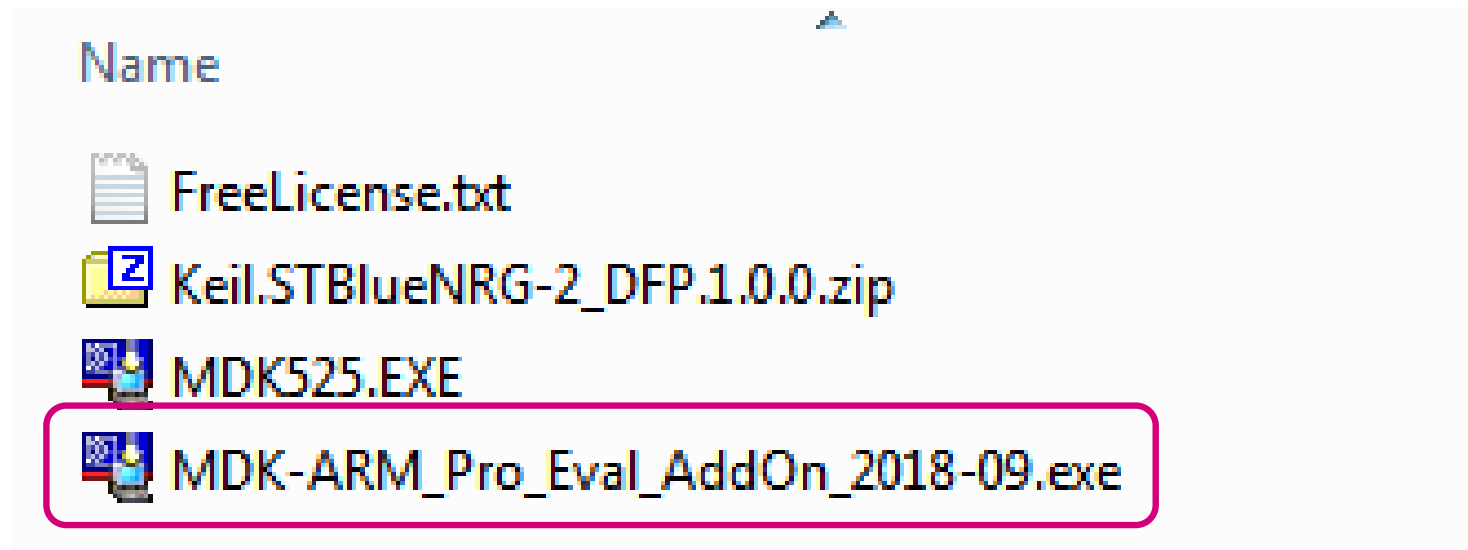 Name
FreeLicense.txt
Keil.STBlueNRG-2_DFP.1.0.0.zip
MDK525.EXE
MDK-ARM_Pro_Eval_AddOn_2018-09.exe